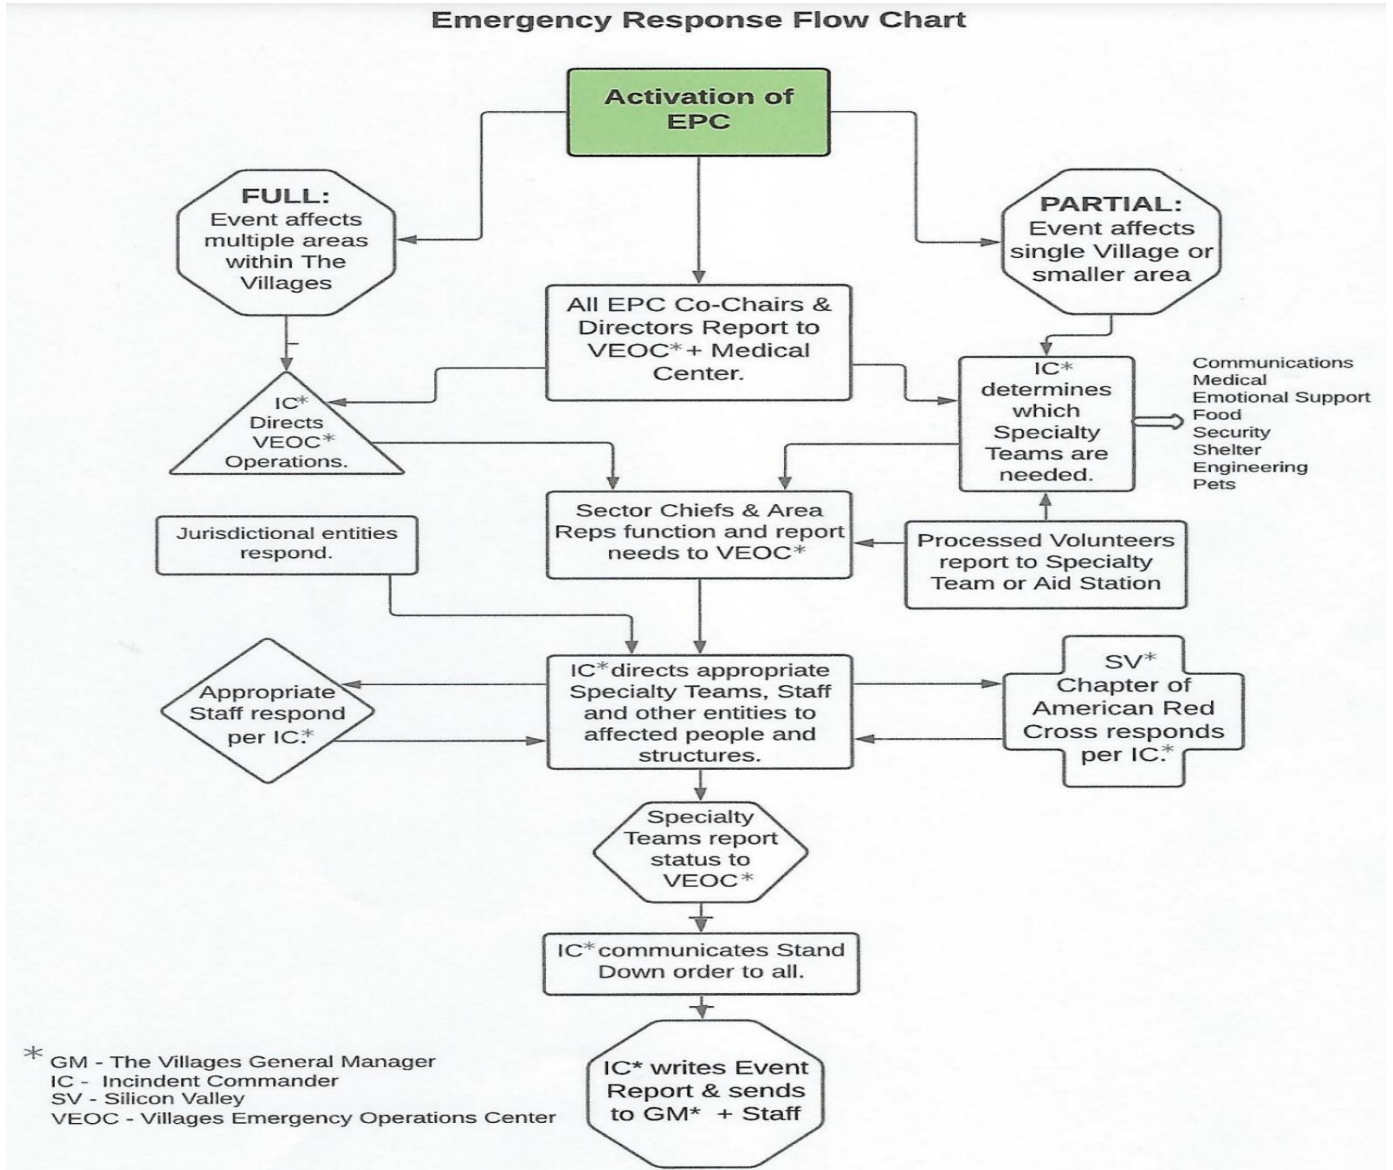 Emergency Response Flow Chart
Activation of
EPC
FULL:
Event affects
multiple areas
within The
Villages
PARTIAL:
Event affects
single Village or
smaller area
All EPC Co-Chairs &
Directors Report to
VEOC* + Medical
Center.
IC*
Directs
VEOC*
Operations.
IC*
determines
which
Specialty
Teams are
needed.
Communications
Medical
Emotional Support
Food
Security
Shelter
Engineering
Pets
Sector Chiefs & Area
Reps function and report
needs to VEOC*
Jurisdictional entities
respond.
Processed Volunteers
report to Specialty
Team or Aid Station
Appropriate
Staff respond
per IC.*
IC* directs appropriate
Specialty Teams, Staff
and other entities to
affected people and
structures.
SV*
Chapter of
American Red
Cross responds
per IC.*
Specialty
Teams report
status to
VEOC*
IC* communicates Stand
Down order to all.
IC* writes Event
Report & sends
to GM* + Staff
* GM - The Villages General Manager
IC - Incindent Commander
SV - Silicon Valley
VEOC - Villages Emergency Operations Center